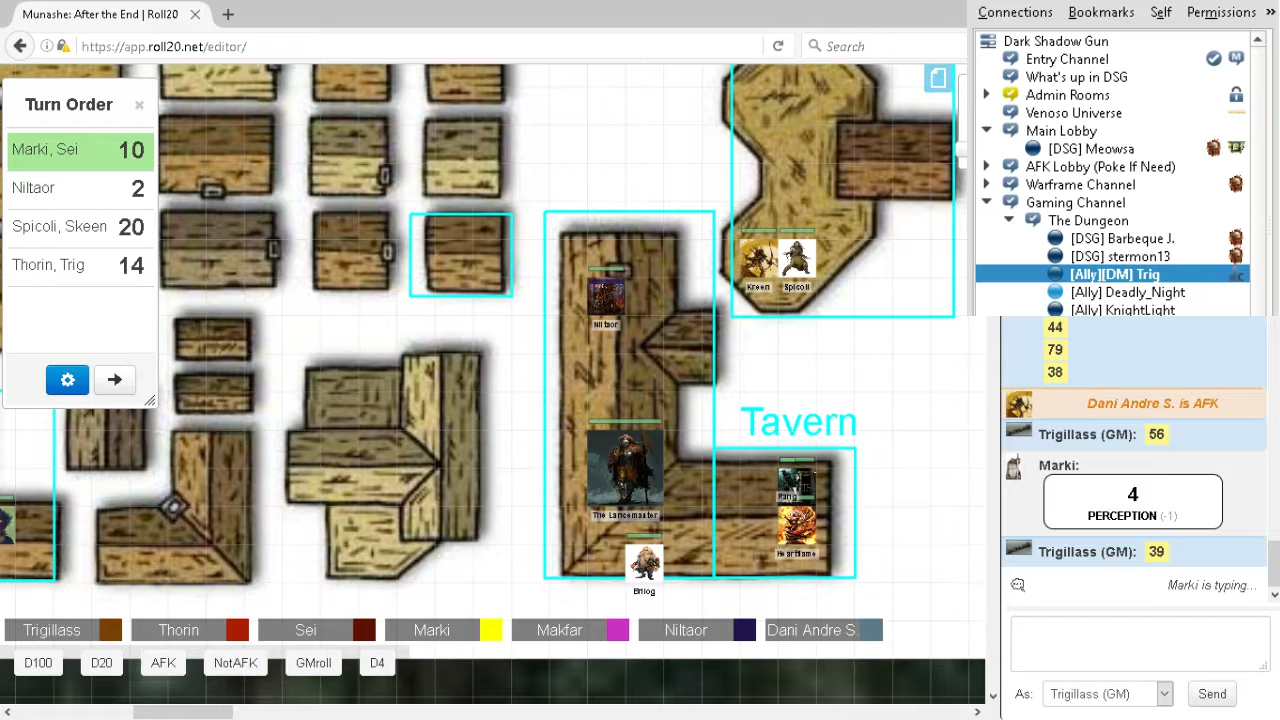 Munashe: After the End | Roll20
https://app.roll20.net/editor/
Search
Turn Order
Marki, Sei 10
Niltaor 2
Spicoli, Skeen 20
Thorin, Trig 14
Kreen Spicoli
Niltaor
Tavern
The Lancemaster
Rang
Heartflame
Brilog
Trigillass Thorin Sei Marki Makfar Niltaor Dani Andre S.
D100 D20 AFK NotAFK GMroll D4
Connections Bookmarks Self Permissions »
Dark Shadow Gun
Entry Channel
What's up in DSG
Admin Rooms
Venoso Universe
Main Lobby
[DSG] Meowsa
AFK Lobby (Poke If Need)
Warframe Channel
Gaming Channel
The Dungeon
[DSG] Barbeque J.
[DSG] stermon13
[Ally][DM] Trig
[Ally] Deadly_Night
[Ally] KnightLight
44
79
38
Dani Andre S. is AFK
Trigillass (GM): 56
Marki:
4
PERCEPTION (-1)
Trigillass (GM): 39
Marki is typing...
As: Trigillass (GM) Send